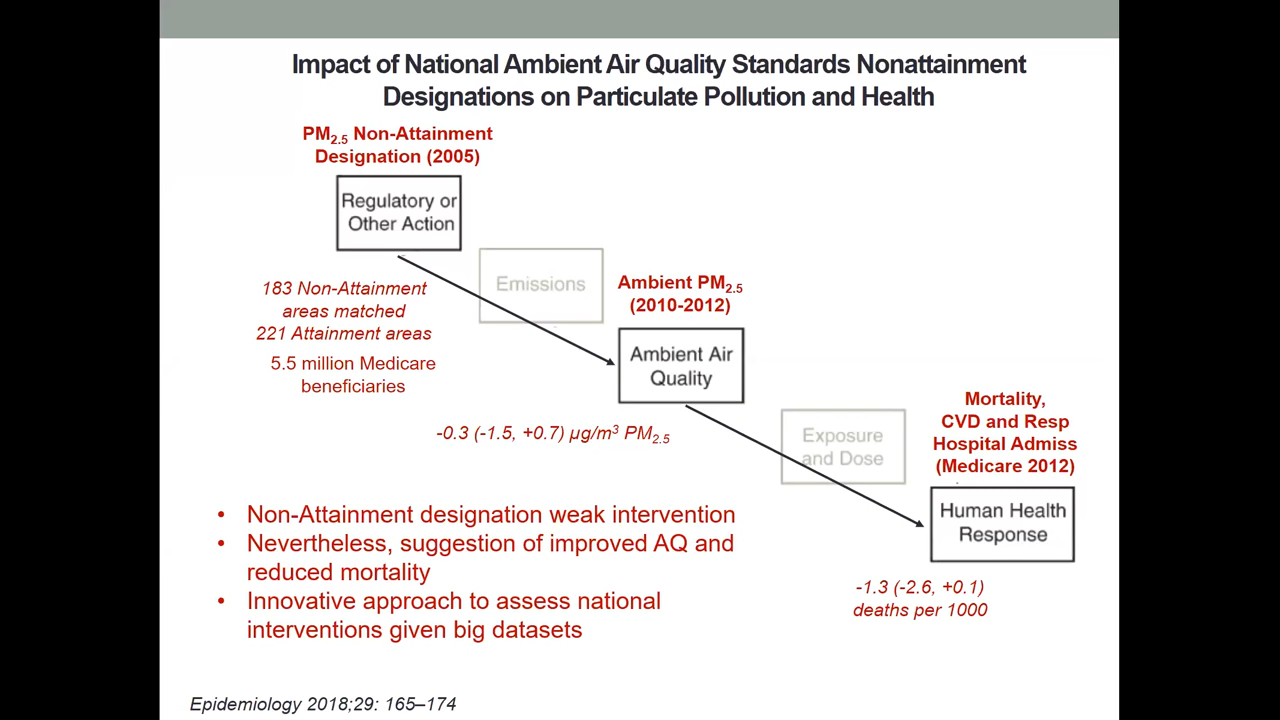 Impact of National Ambient Air Quality Standards Nonattainment
Designations on Particulate Pollution and Health
PM2.5 Non-Attainment
Designation (2005)
Regulatory or
Other Action
183 Non-Attainment
areas matched
221 Attainment areas
5.5 million Medicare
beneficiaries
Emissions
Ambient PM2.5
(2010-2012)
Ambient Air
Quality
-0.3 (-1.5, +0.7) µg/m³ PM2.5
Exposure
and Dose
Mortality,
CVD and Resp
Hospital Admiss
(Medicare 2012)
Human Health
Response
-1.3 (-2.6, +0.1)
deaths per 1000
• Non-Attainment designation weak intervention
• Nevertheless, suggestion of improved AQ and
reduced mortality
• Innovative approach to assess national
interventions given big datasets
Epidemiology 2018;29: 165–174